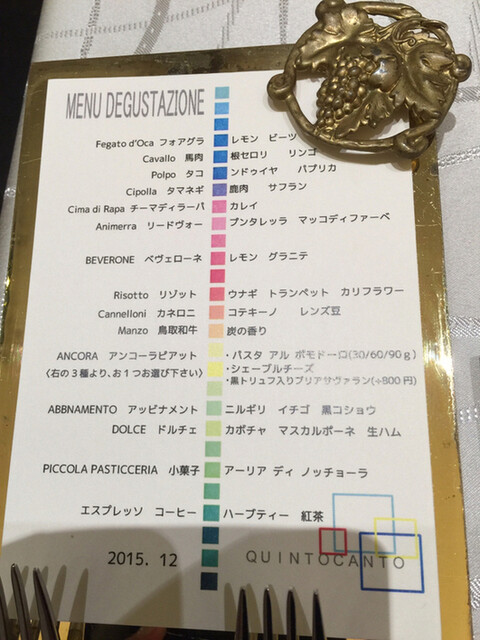 MENU DEGUSTAZIONE
Fegato d'Oca フォアグラ レモン ビーツ
Cavallo 馬肉 根セロリ リンゴ
Polpo タコ ンドゥイヤ パプリカ
Cipolla タマネギ 鹿肉 サフラン
Cima di Rapa チーマディラーパ カレイ
Animerra リードヴォー プンタレッラ マッコディファーベ
BEVERONE ベヴェローネ レモン グラニテ
Risotto リゾット ウナギ トランペット カリフラワー
Cannelloni カネロニ コテキーノ レンズ豆
Manzo 鳥取和牛 炭の香り
ANCORA アンコーラピアット ・パスタ アル ポモドーロ(30/60/90g)
〈右の3種より、お1つお選び下さい〉 ・シェーブルチーズ
・黒トリュフ入りブリアサヴァラン(+800円)
ABBNAMENTO アッビナメント ニルギリ イチゴ 黒コショウ
DOLCE ドルチェ カボチャ マスカルポーネ 生ハム
PICCOLA PASTICCERIA 小菓子 アーリア ディ ノッチョーラ
エスプレッソ コーヒー ハーブティー 紅茶
2015. 12 QUINTOCANTO